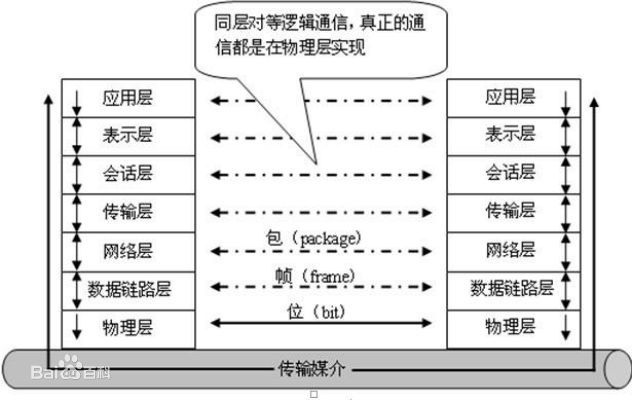 同层对等逻辑通信，真正的通
信都是在物理层实现
应用层
应用层
表示层
表示层
会话层
会话层
传输层
传输层
包（package）
网络层
网络层
帧（frame）
数据链路层
数据链路层
位（bit）
物理层
物理层
传输媒介
Bai百科